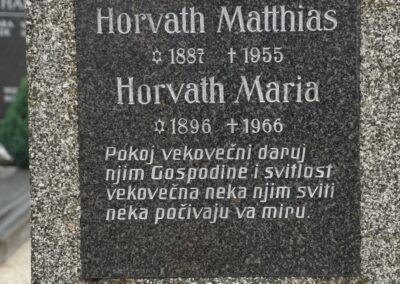 Horvath Matthias
✡ 1887 † 1955
Horvath Maria
✡ 1896 † 1966
Pokoj vekovečni daruj
njim Gospodine i svitlost
vekovečna neka njim sviti
neka počivaju va miru.